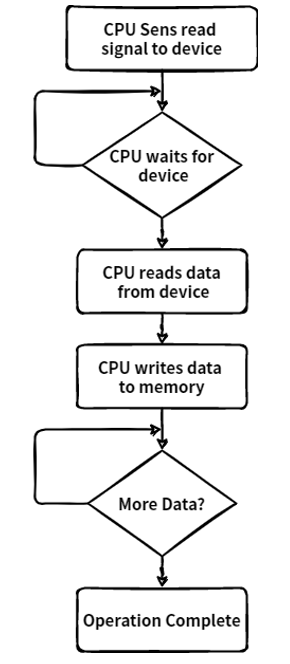 CPU Sens read
signal to device
CPU waits for
device
CPU reads data
from device
CPU writes data
to memory
More Data?
Operation Complete